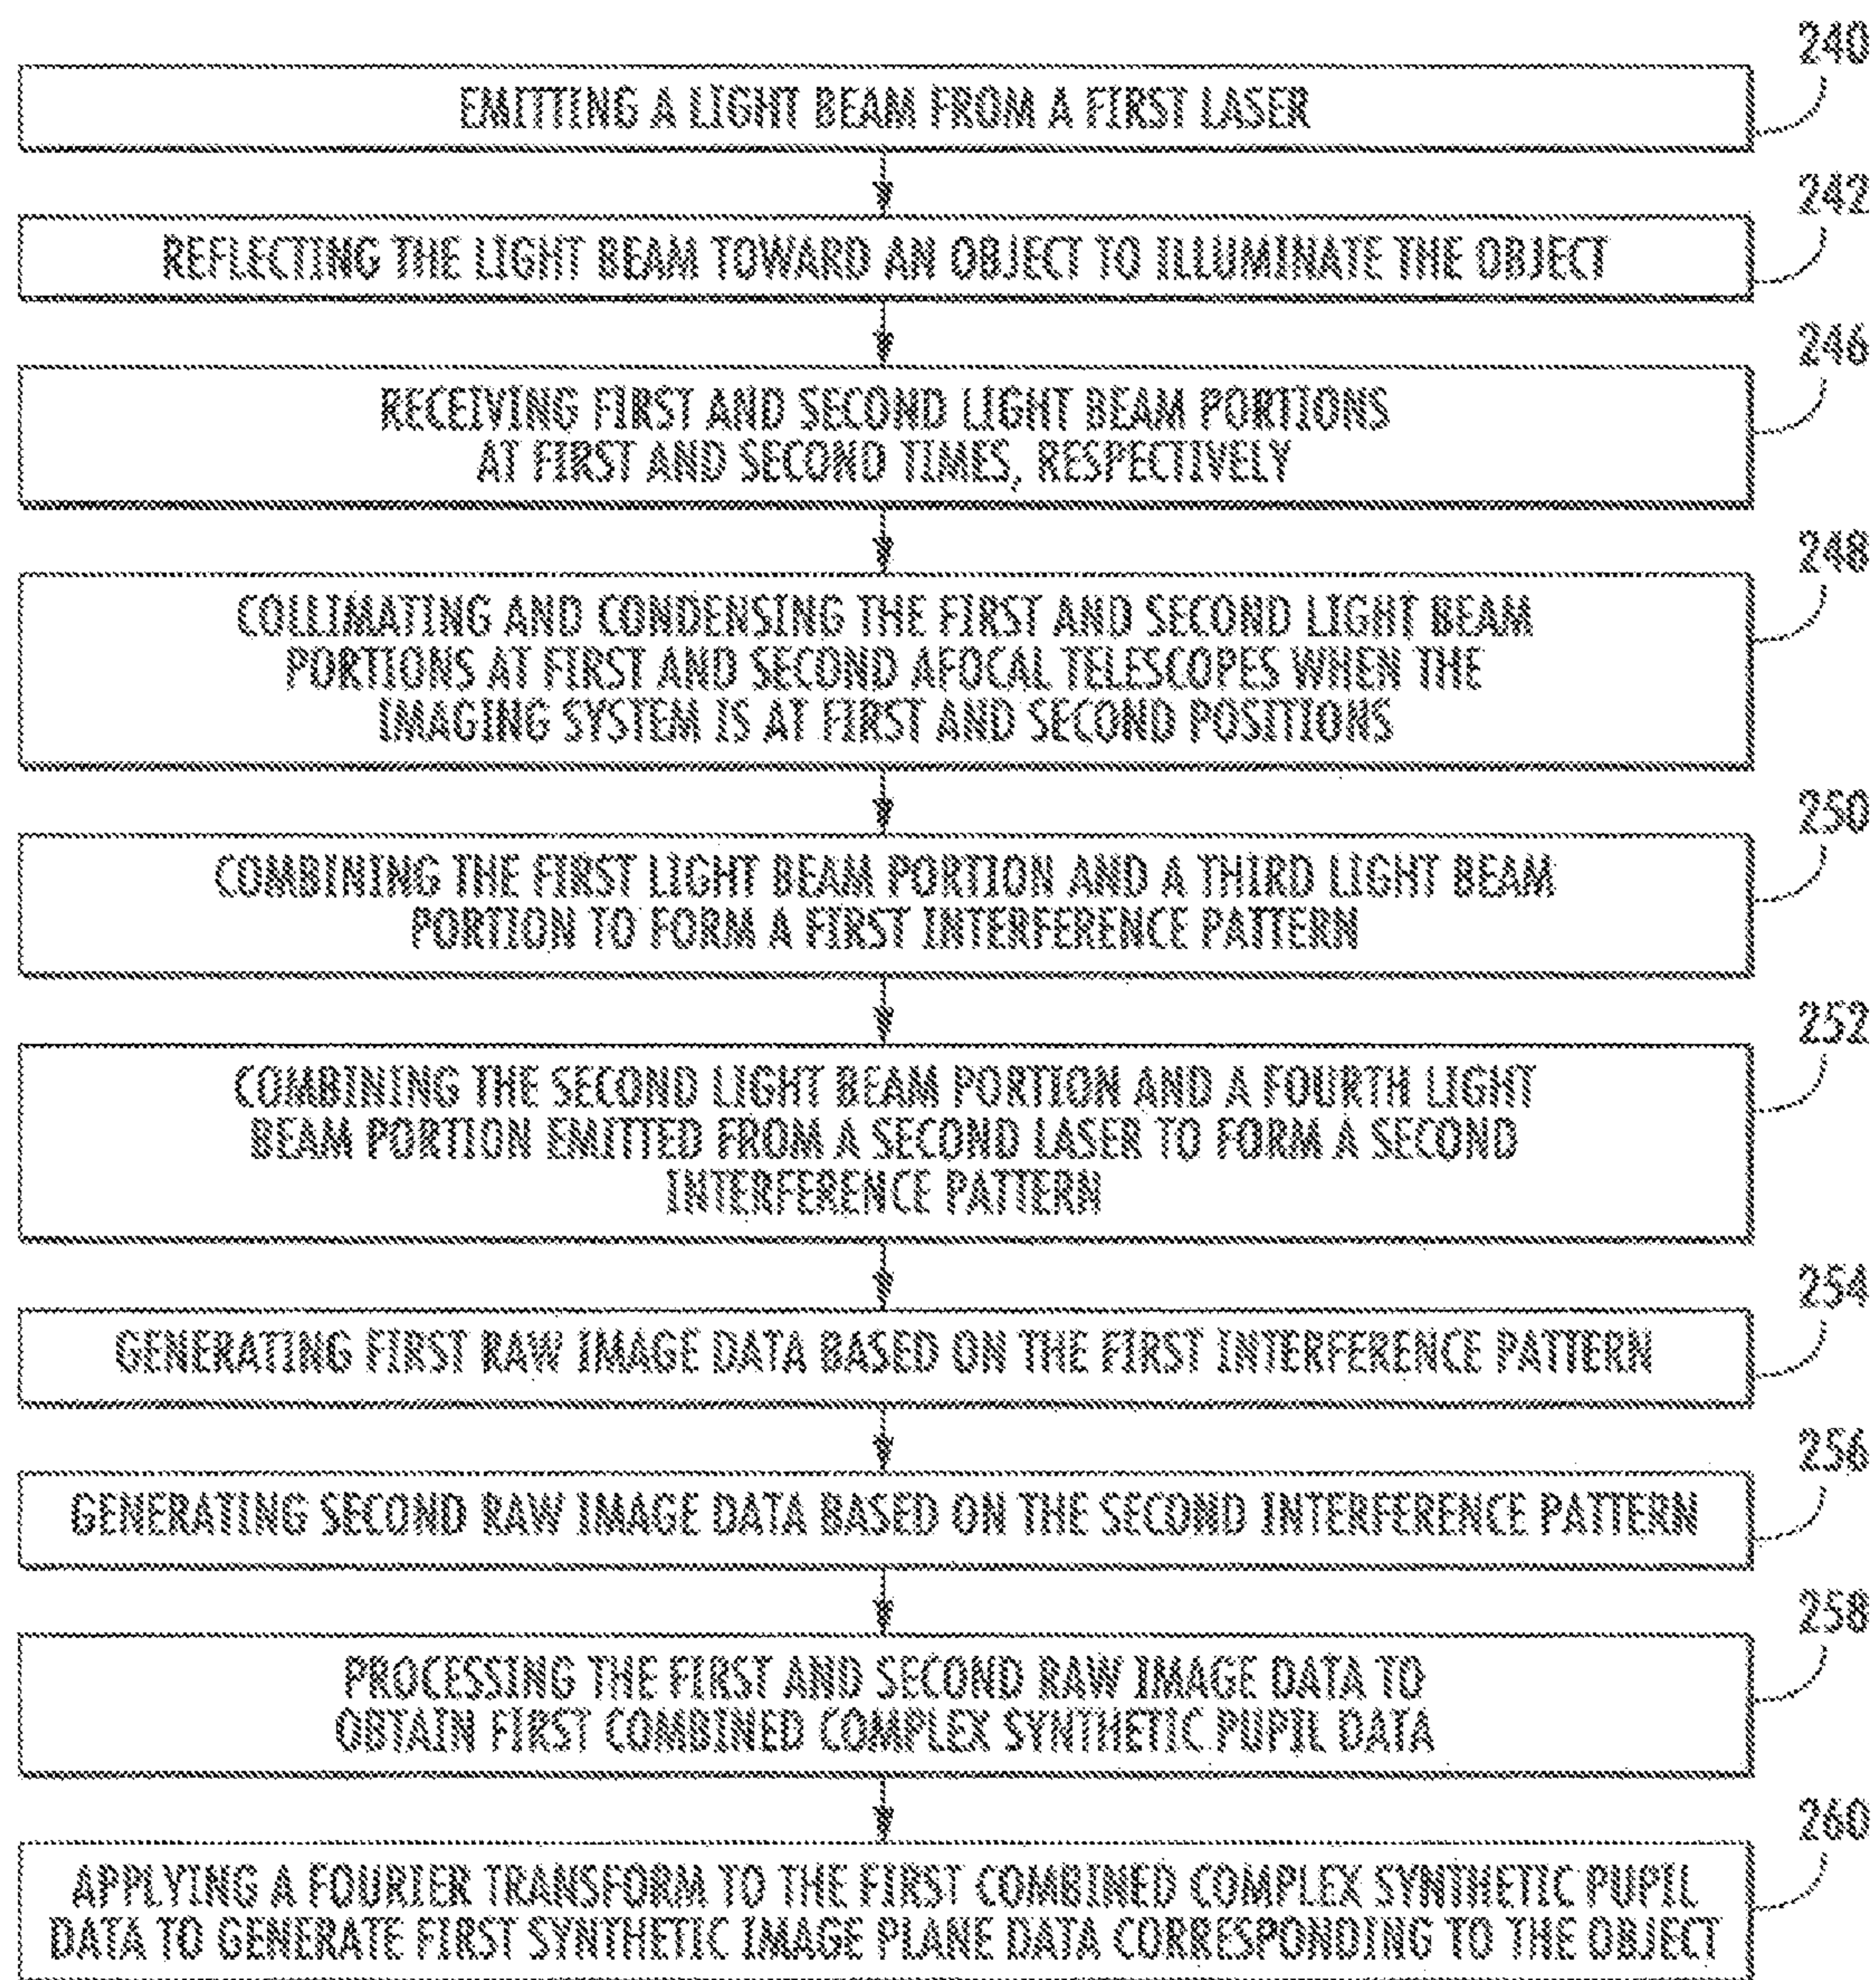 240
EMITTING A LIGHT BEAM FROM A FIRST LASER
242
REFLECTING THE LIGHT BEAM TOWARD AN OBJECT TO ILLUMINATE THE OBJECT
246
RECEIVING FIRST AND SECOND LIGHT BEAM PORTIONS
AT FIRST AND SECOND TIMES, RESPECTIVELY
248
COLLIMATING AND CONDENSING THE FIRST AND SECOND LIGHT BEAM
PORTIONS AT FIRST AND SECOND AFOCAL TELESCOPES WHEN THE
IMAGING SYSTEM IS AT FIRST AND SECOND POSITIONS
250
COMBINING THE FIRST LIGHT BEAM PORTION AND A THIRD LIGHT BEAM
PORTION TO FORM A FIRST INTERFERENCE PATTERN
252
COMBINING THE SECOND LIGHT BEAM PORTION AND A FOURTH LIGHT
BEAM PORTION EMITTED FROM A SECOND LASER TO FORM A SECOND
INTERFERENCE PATTERN
254
GENERATING FIRST RAW IMAGE DATA BASED ON THE FIRST INTERFERENCE PATTERN
256
GENERATING SECOND RAW IMAGE DATA BASED ON THE SECOND INTERFERENCE PATTERN
258
PROCESSING THE FIRST AND SECOND RAW IMAGE DATA TO
OBTAIN FIRST COMBINED COMPLEX SYNTHETIC PUPIL DATA
260
APPLYING A FOURIER TRANSFORM TO THE FIRST COMBINED COMPLEX SYNTHETIC PUPIL
DATA TO GENERATE FIRST SYNTHETIC IMAGE PLANE DATA CORRESPONDING TO THE OBJECT